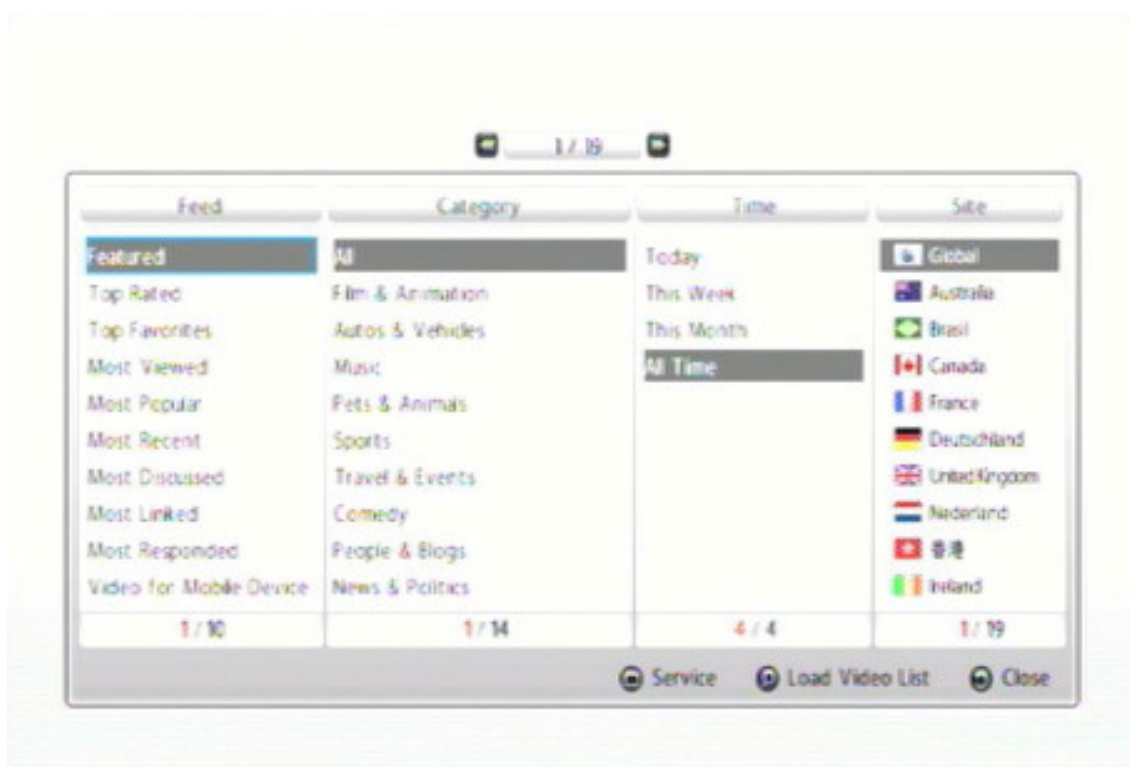 1 / 19
Feed Category Time Site
Featured All Today Global
Top Rated Film & Animation This Week Australia
Top Favorites Autos & Vehicles This Month Brasil
Most Viewed Music All Time Canada
Most Popular Pets & Animals France
Most Recent Sports Deutschland
Most Discussed Travel & Events United Kingdom
Most Linked Comedy Nederland
Most Responded People & Blogs 香港
Video for Mobile Device News & Politics Ireland
1 / 10 1 / 14 4 / 4 1 / 19
Service Load Video List Close